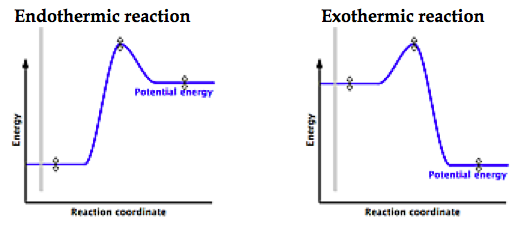 Endothermic reaction
Potential energy
Energy
Reaction coordinate
Exothermic reaction
Energy
Potential energy
Reaction coordinate